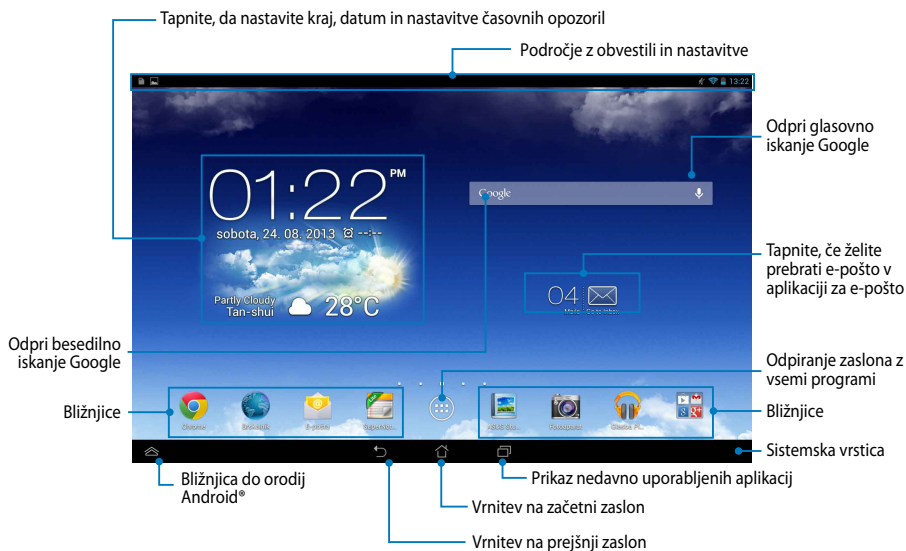 Tapnite, da nastavite kraj, datum in nastavitve časovnih opozoril
Področje z obvestili in nastavitve
13:22
Odpri glasovno
iskanje Google
01:22 PM
Google
sobota, 24. 08. 2013 --:--
Tapnite, če želite
prebrati e-pošto v
aplikaciji za e-pošto
04
Partly Cloudy
Tan-shui
28°C
Odpri besedilno
iskanje Google
Odpiranje zaslona z
vsemi programi
Bližnjice
Chrome
E-pošta
Bližnjice
Sistemska vrstica
Bližnjica do orodij
Android®
Prikaz nedavno uporabljenih aplikacij
Vrnitev na začetni zaslon
Vrnitev na prejšnji zaslon